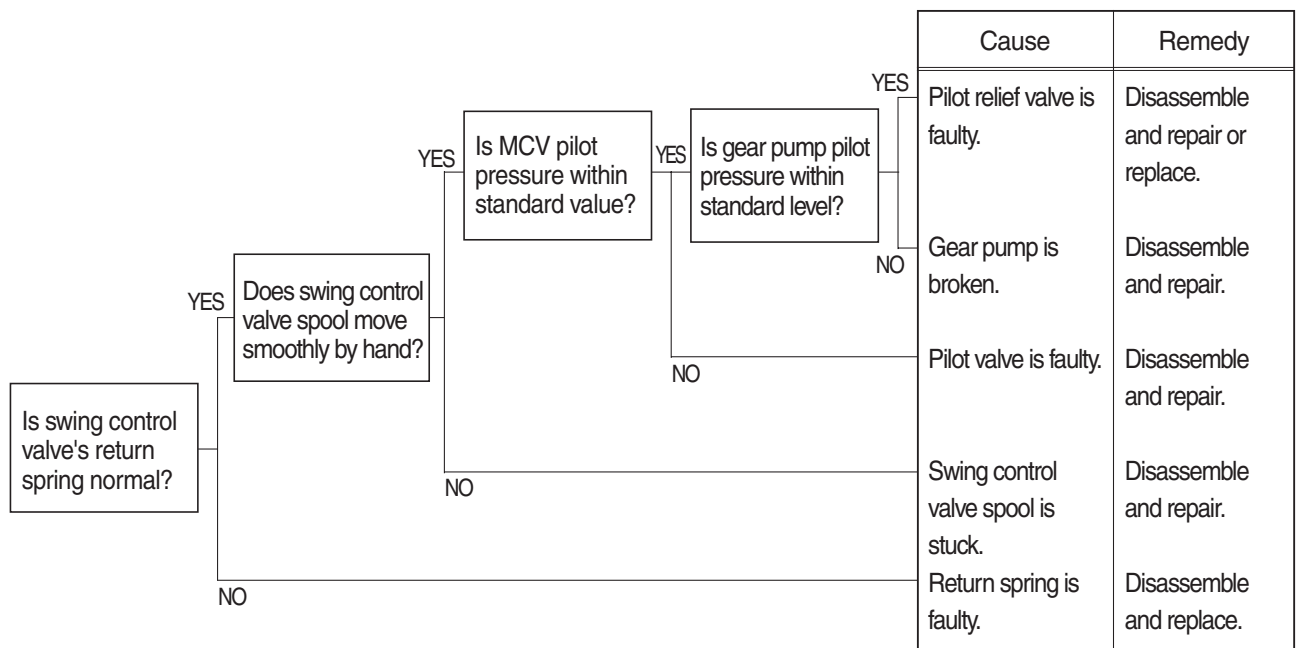 Cause
Remedy
YES
Pilot relief valve is
faulty.
Disassemble
and repair or
replace.
YES
Is MCV pilot
pressure within
standard value?
YES
Is gear pump pilot
pressure within
standard level?
NO
Gear pump is
broken.
Disassemble
and repair.
YES
Does swing control
valve spool move
smoothly by hand?
NO
Pilot valve is faulty.
Disassemble
and repair.
Is swing control
valve's return
spring normal?
NO
Swing control
valve spool is
stuck.
Disassemble
and repair.
NO
Return spring is
faulty.
Disassemble
and replace.